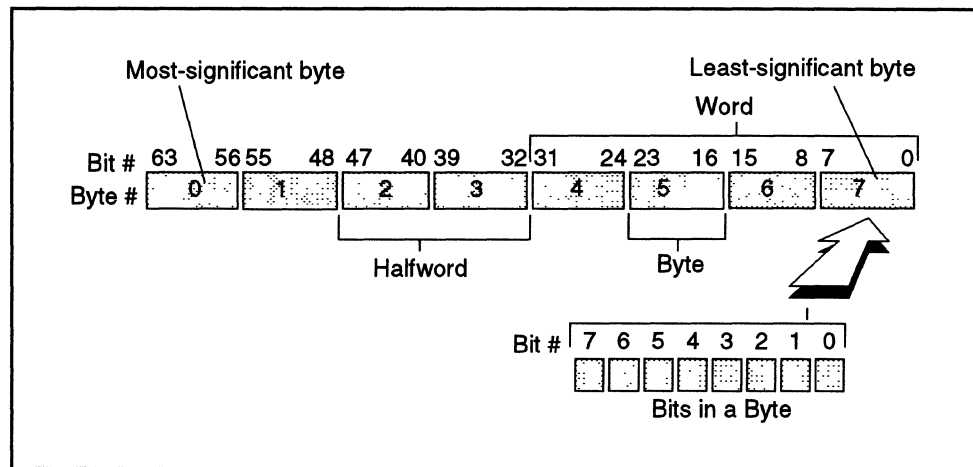 Most-significant byte
Least-significant byte
Word
Bit # 63 56 55 48 47 40 39 32 31 24 23 16 15 8 7 0
Byte # 0 1 2 3 4 5 6 7
Halfword
Byte
Bit # 7 6 5 4 3 2 1 0
Bits in a Byte